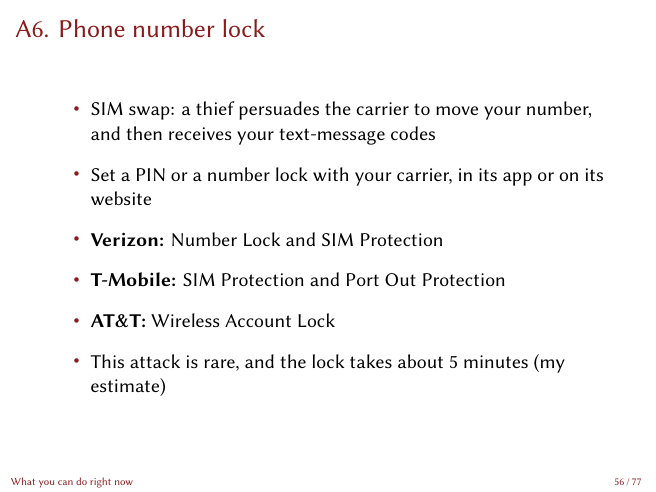 A6. Phone number lock
• SIM swap: a thief persuades the carrier to move your number,
and then receives your text-message codes
• Set a PIN or a number lock with your carrier, in its app or on its
website
• Verizon: Number Lock and SIM Protection
• T-Mobile: SIM Protection and Port Out Protection
• AT&T: Wireless Account Lock
• This attack is rare, and the lock takes about 5 minutes (my
estimate)
What you can do right now
56 / 77